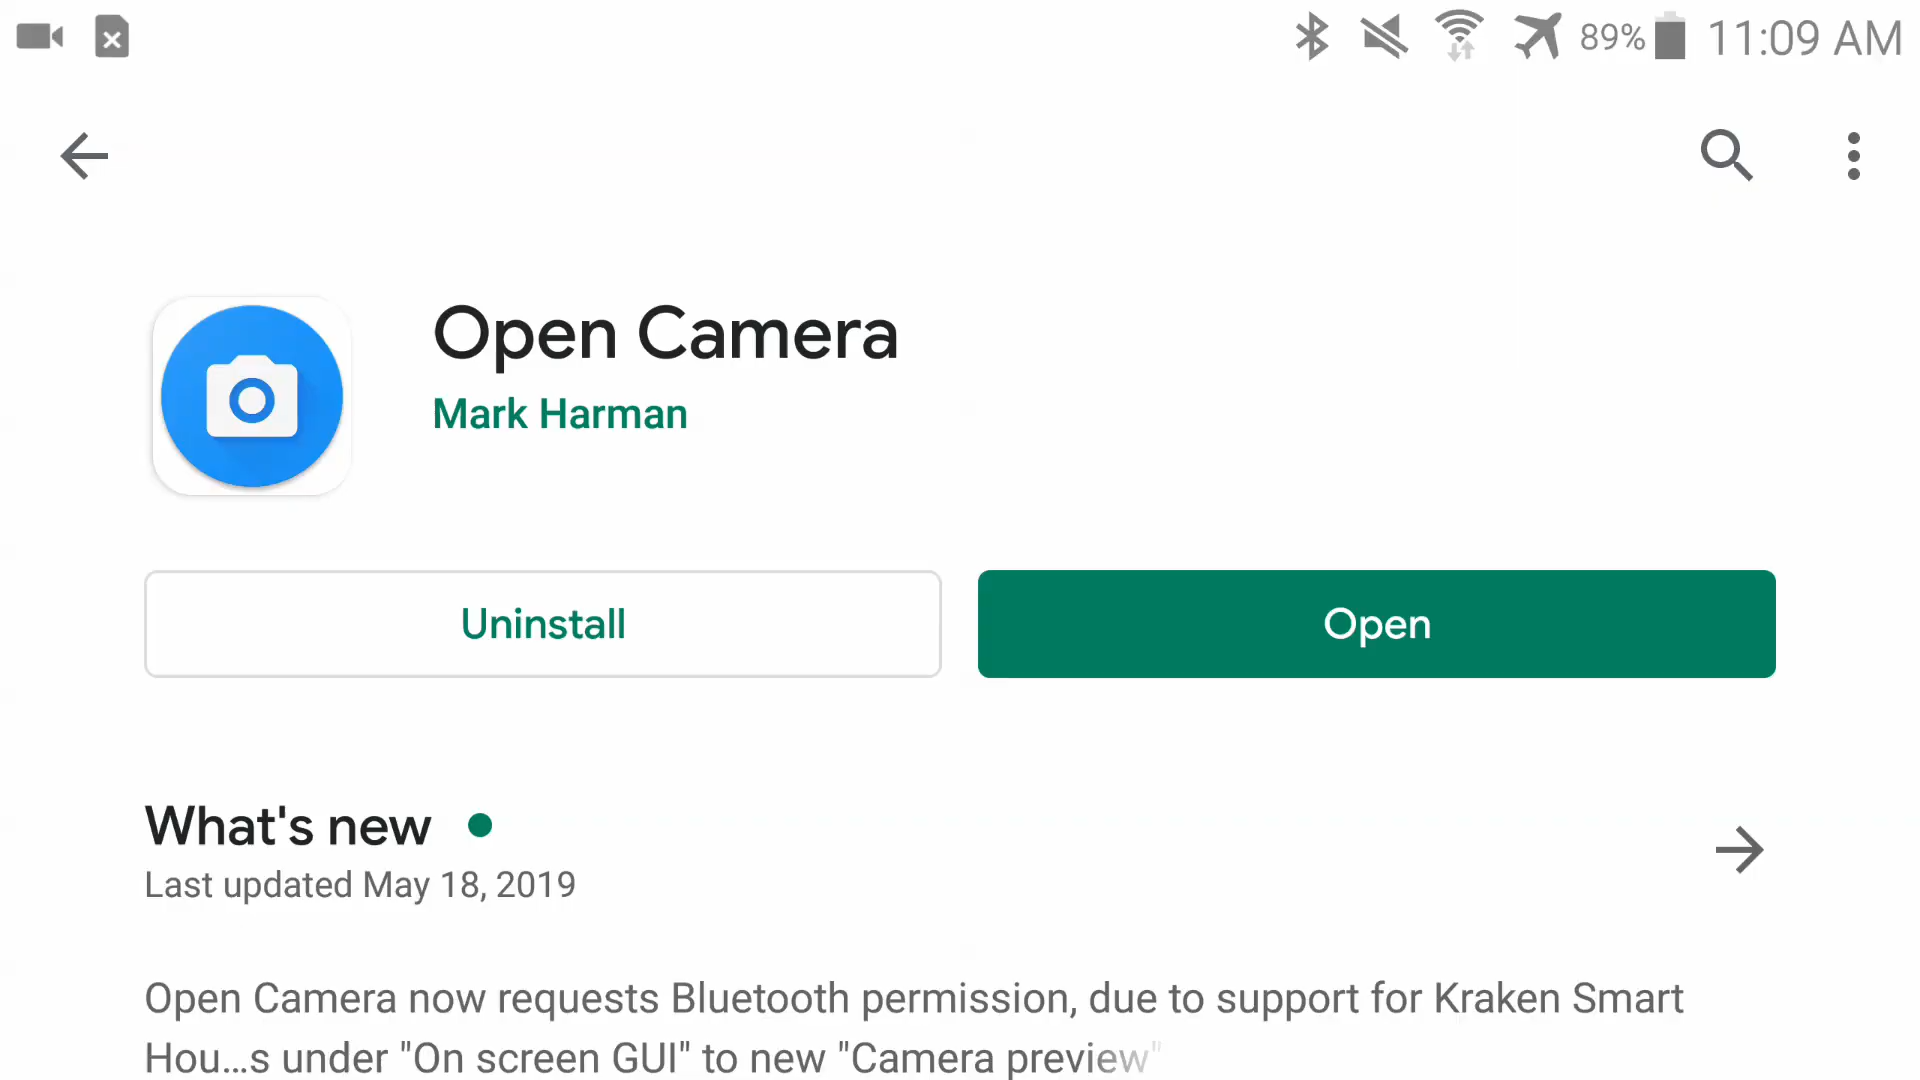 89% 11:09 AM
Open Camera
Mark Harman
Uninstall
Open
What's new
Last updated May 18, 2019
Open Camera now requests Bluetooth permission, due to support for Kraken Smart
Hou...s under "On screen GUI" to new "Camera preview"